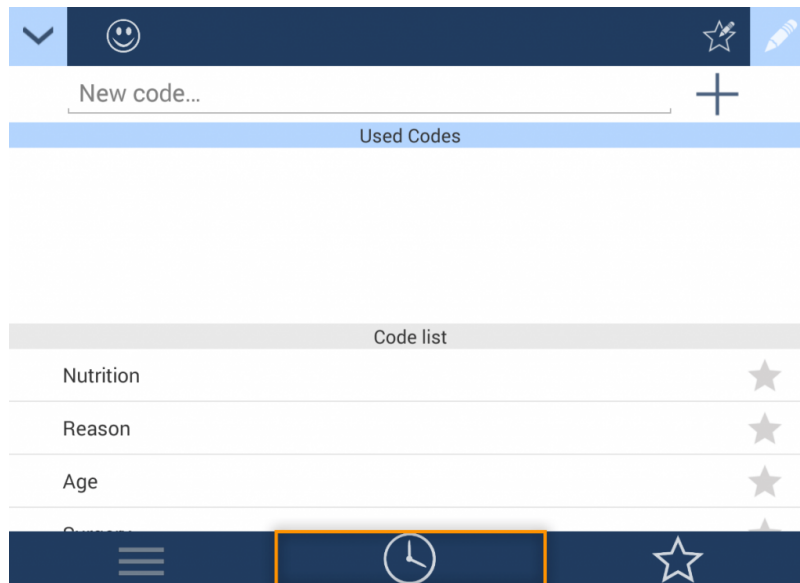 New code...
Used Codes
Code list
Nutrition
Reason
Age